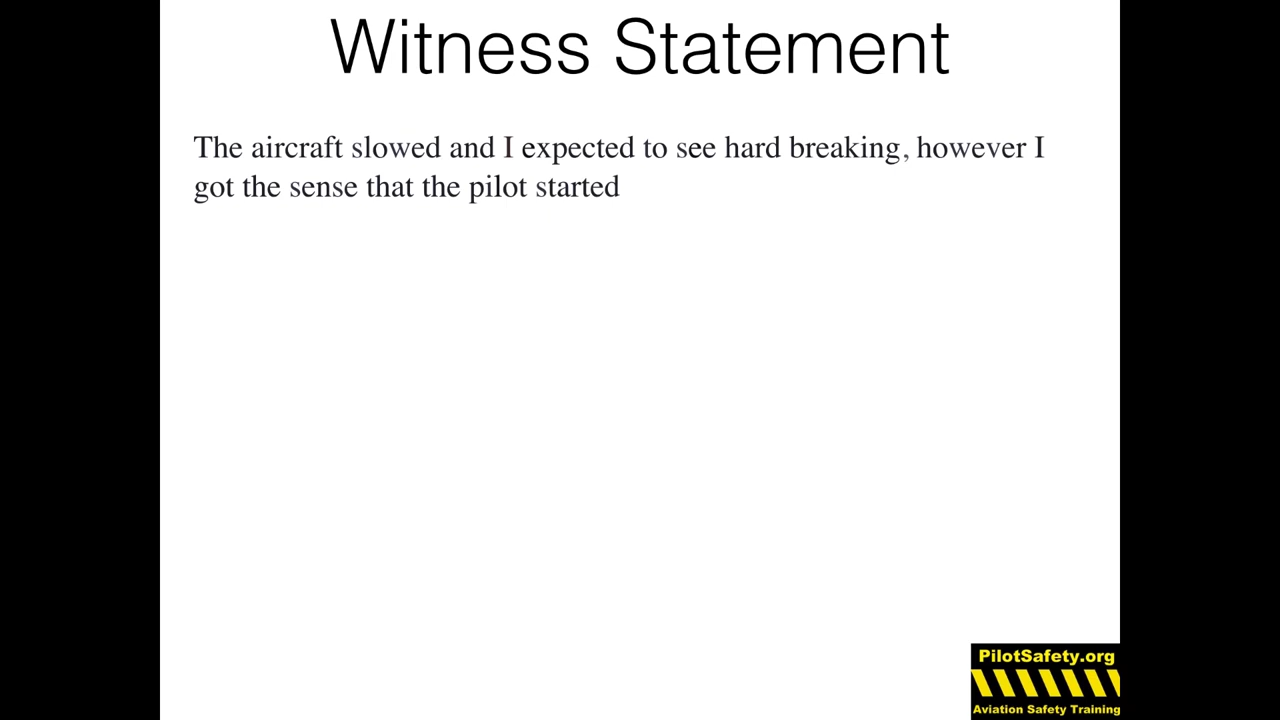 Witness Statement
The aircraft slowed and I expected to see hard breaking, however I
got the sense that the pilot started
PilotSafety.org
Aviation Safety Training